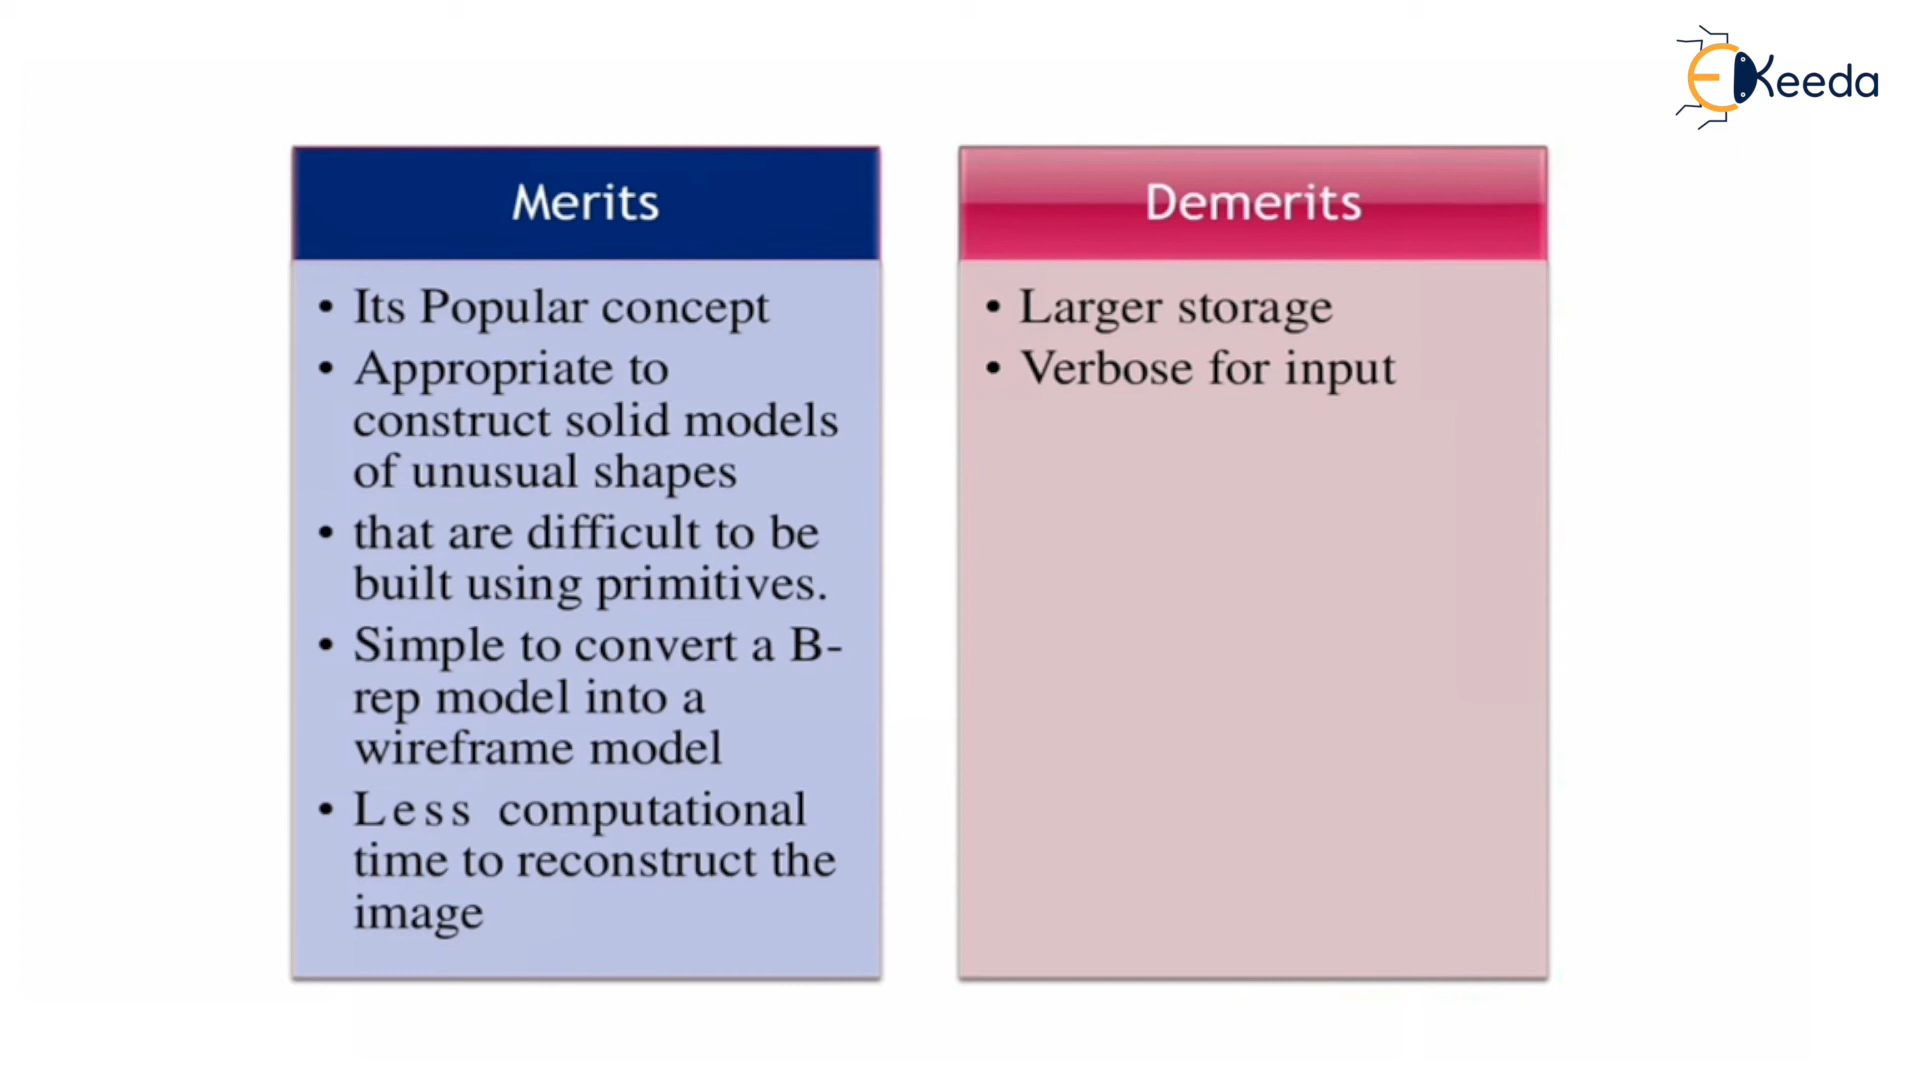 EKeeda
Merits
• Its Popular concept
• Appropriate to
construct solid models
of unusual shapes
• that are difficult to be
built using primitives.
• Simple to convert a B-
rep model into a
wireframe model
• Less computational
time to reconstruct the
image
Demerits
• Larger storage
• Verbose for input